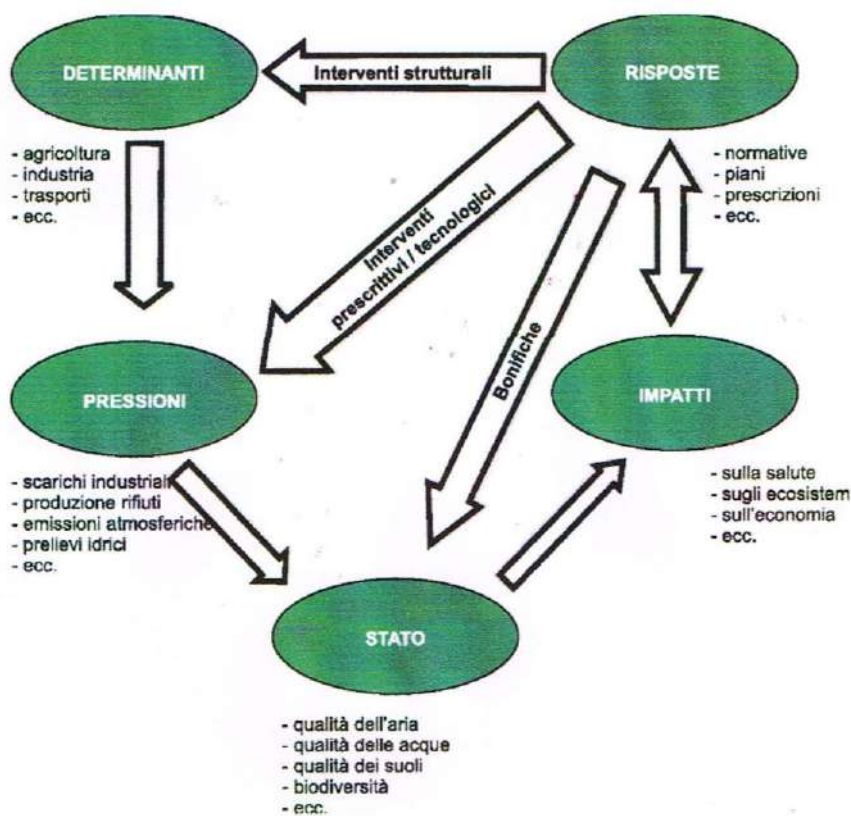 DETERMINANTI
Interventi strutturali
RISPOSTE
- agricoltura
- industria
- trasporti
- ecc.
- normative
- piani
- prescrizioni
- ecc.
Interventi
prescrittivi / tecnologici
Bonifiche
PRESSIONI
IMPATTI
- scarichi industriali
- produzione rifiuti
- emissioni atmosferiche
- prelievi idrici
- ecc.
- sulla salute
- sugli ecosistem
- sull'economia
- ecc.
STATO
- qualità dell'aria
- qualità delle acque
- qualità dei suoli
- biodiversità
- ecc.